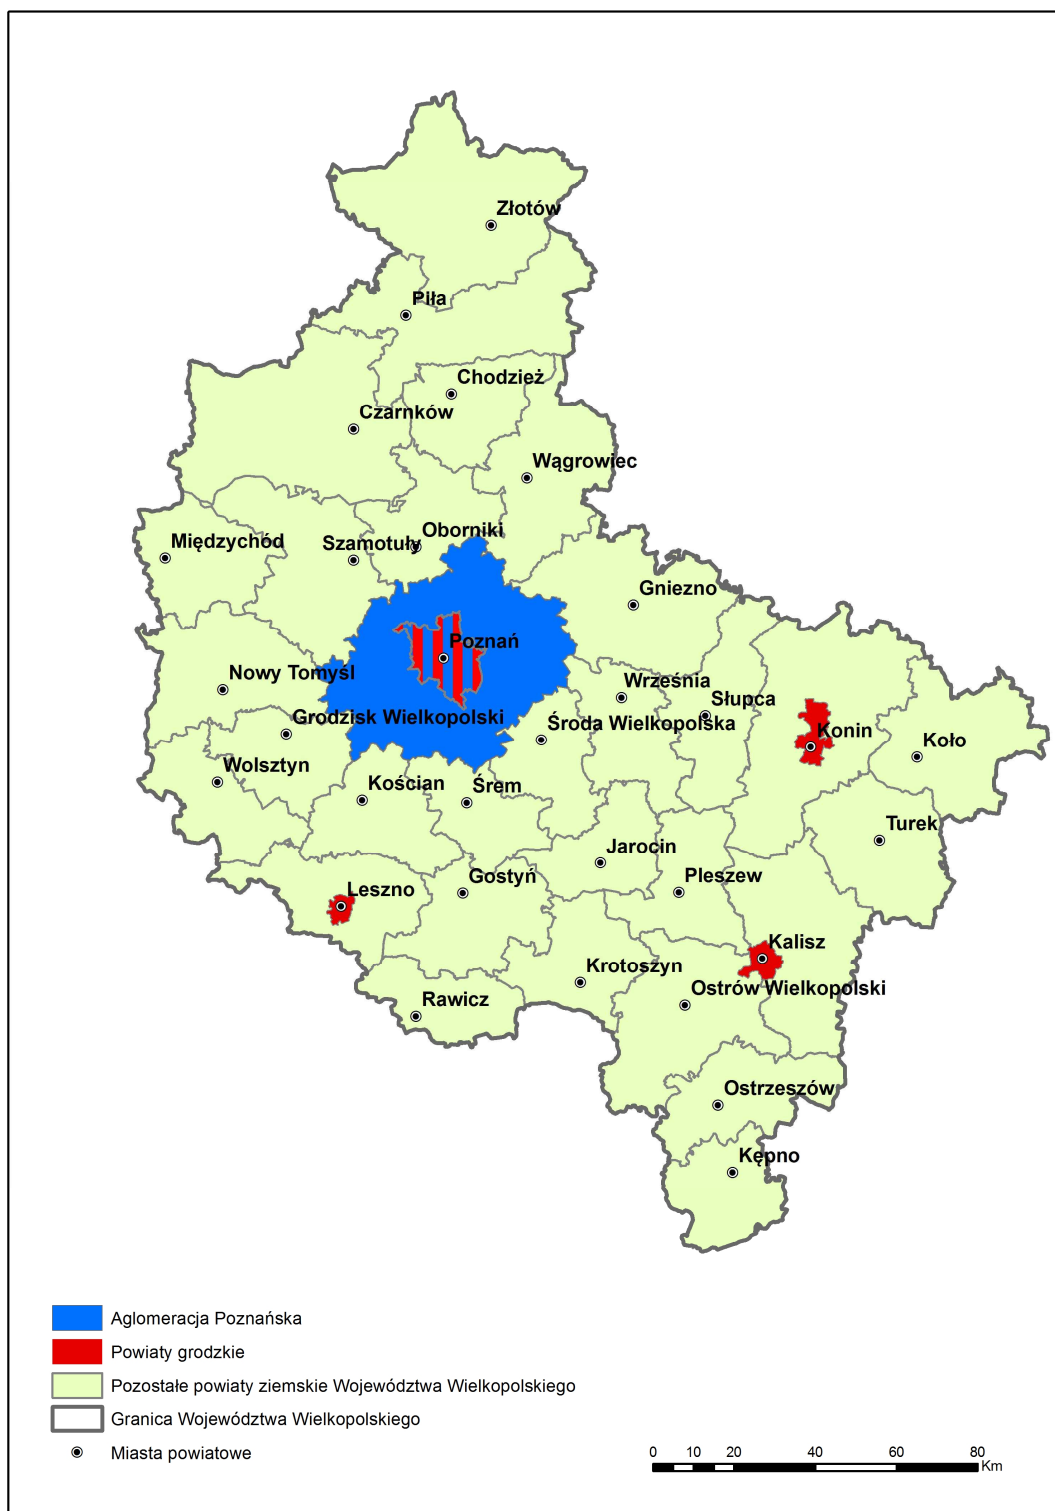 Złotów
Piła
Chodzież
Czarnków
Wągrowiec
Oborniki
Międzychód
Szamotuły
Gniezno
Poznań
Nowy Tomyśl
Września
Słupca
Grodzisk Wielkopolski
Środa Wielkopolska
Konin
Koło
Wolsztyn
Kościan
Śrem
Turek
Jarocin
Pleszew
Leszno
Gostyń
Kalisz
Krotoszyn
Ostrów Wielkopolski
Rawicz
Ostrzeszów
Kępno
Aglomeracja Poznańska
Powiaty grodzkie
Pozostałe powiaty ziemskie Województwa Wielkopolskiego
Granica Województwa Wielkopolskiego
Miasta powiatowe
0 10 20 40 60 80
Km